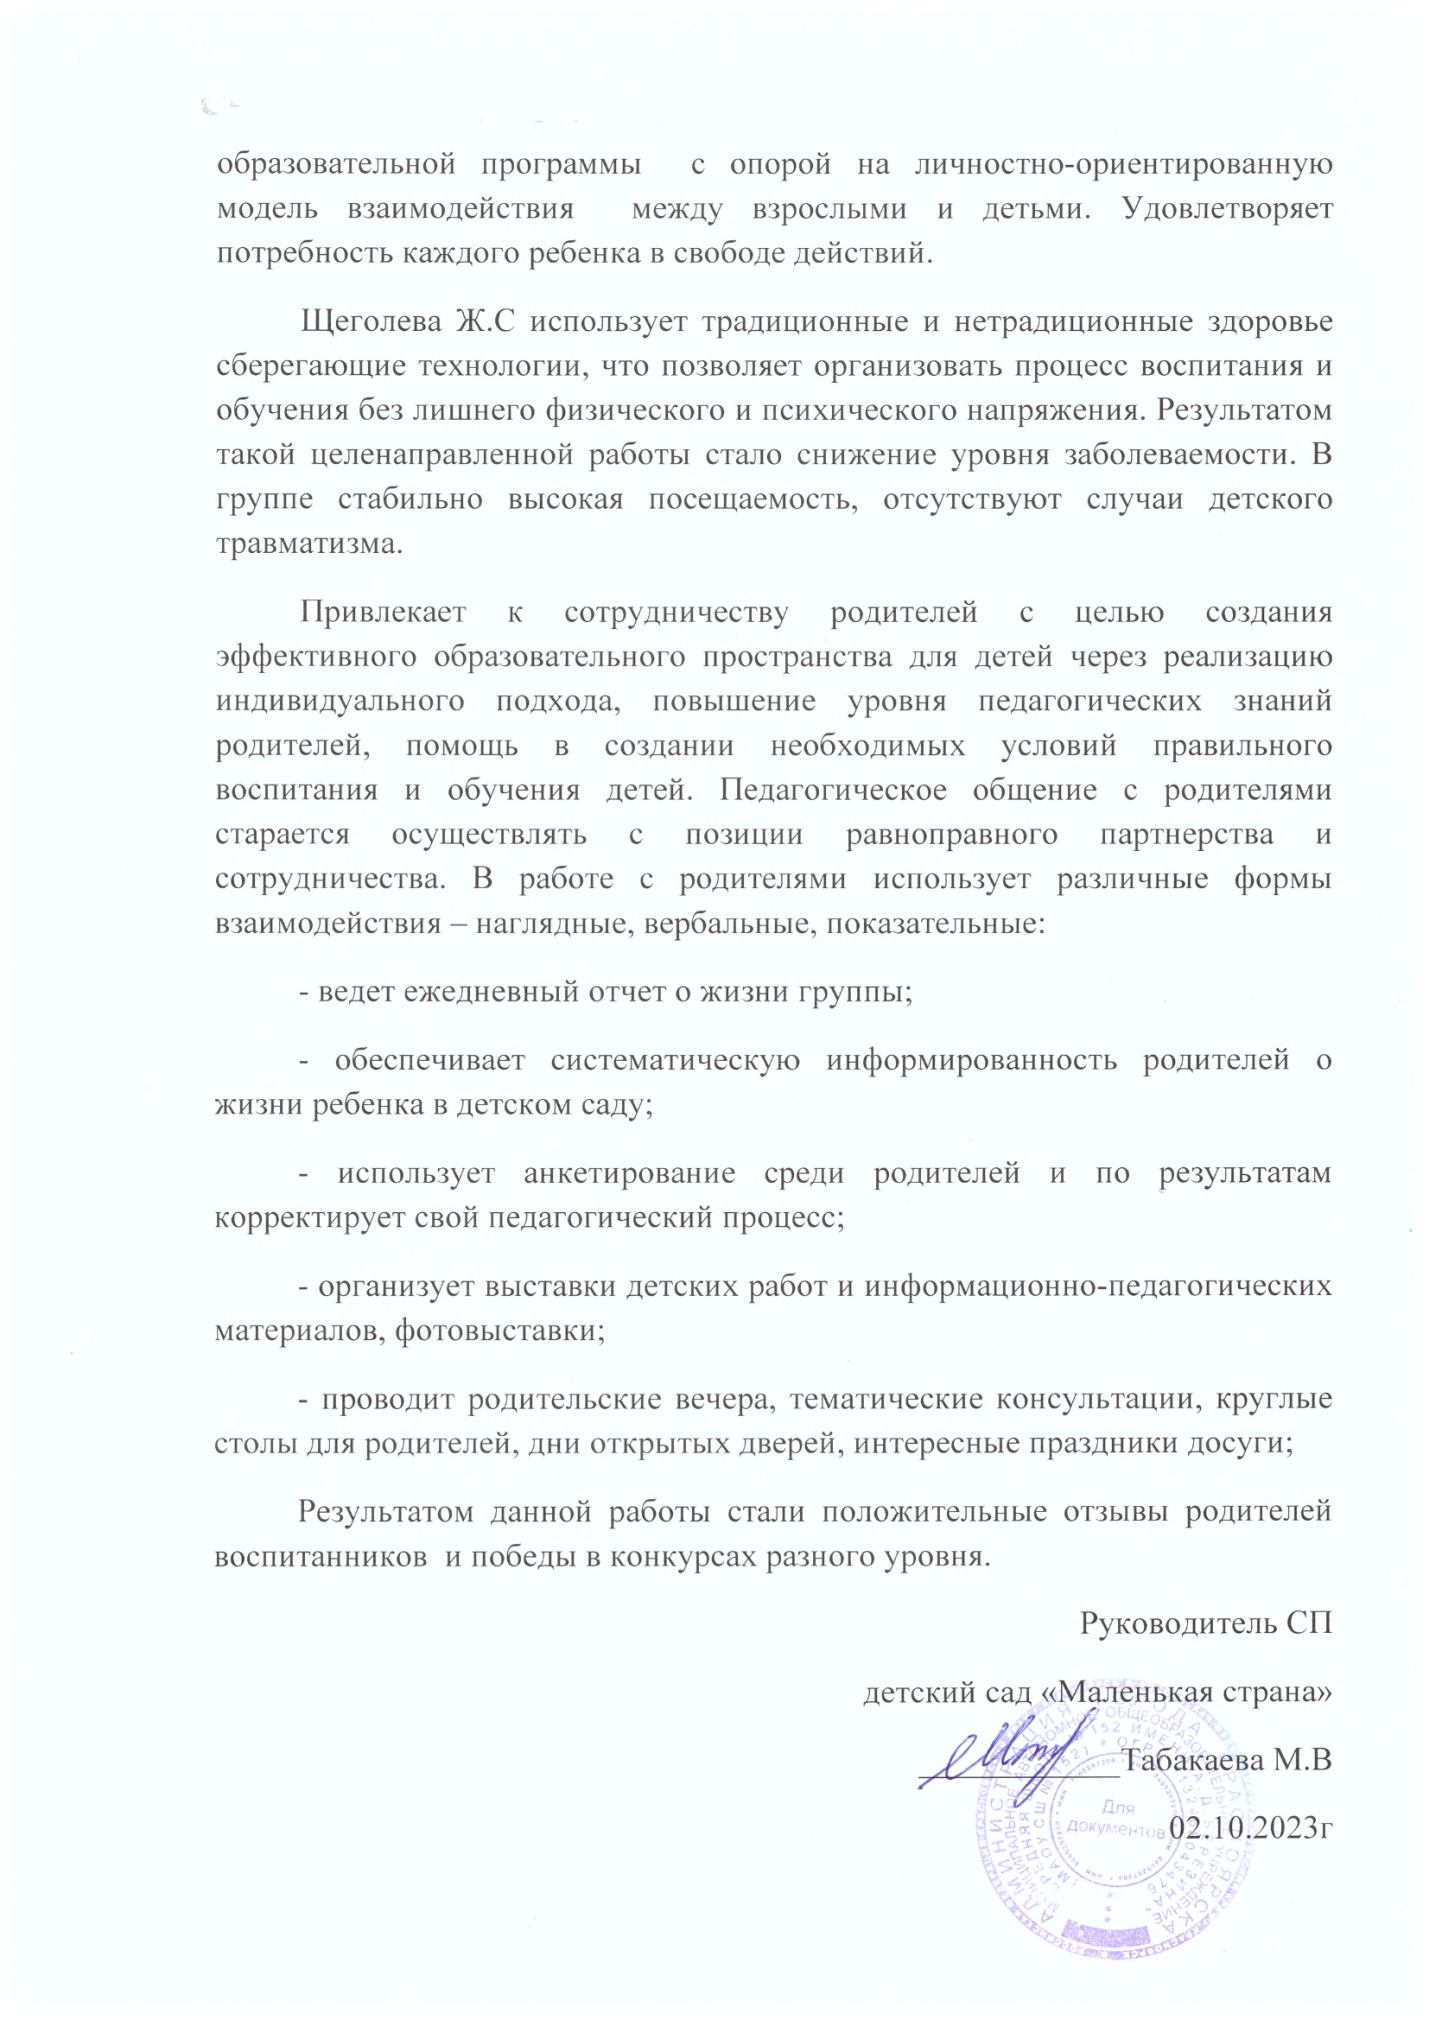 образовательной программы с опорой на личностно-ориентированную
модель взаимодействия между взрослыми и детьми. Удовлетворяет
потребность каждого ребенка в свободе действий.
Щеголева Ж.С использует традиционные и нетрадиционные здоровье
сберегающие технологии, что позволяет организовать процесс воспитания и
обучения без лишнего физического и психического напряжения. Результатом
такой целенаправленной работы стало снижение уровня заболеваемости. В
группе стабильно высокая посещаемость, отсутствуют случаи детского
травматизма.
Привлекает к сотрудничеству родителей с целью создания
эффективного образовательного пространства для детей через реализацию
индивидуального подхода, повышение уровня педагогических знаний
родителей, помощь в создании необходимых условий правильного
воспитания и обучения детей. Педагогическое общение с родителями
старается осуществлять с позиции равноправного партнерства и
сотрудничества. В работе с родителями использует различные формы
взаимодействия – наглядные, вербальные, показательные:
- ведет ежедневный отчет о жизни группы;
- обеспечивает систематическую информированность родителей о
жизни ребенка в детском саду;
- использует анкетирование среди родителей и по результатам
корректирует свой педагогический процесс;
- организует выставки детских работ и информационно-педагогических
материалов, фотовыставки;
- проводит родительские вечера, тематические консультации, круглые
столы для родителей, дни открытых дверей, интересные праздники досуги;
Результатом данной работы стали положительные отзывы родителей
воспитанников и победы в конкурсах разного уровня.
Руководитель СП
детский сад «Маленькая страна»
Табакаева М.В
02.10.2023г
Для
документов
АДМИНИСТРАЦИЯ ГОРОДА КРАСНОЯРСКА